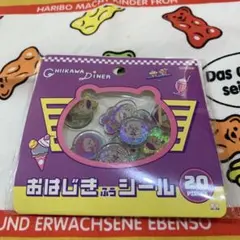 HARIBO MACHT KINDER FROH
CHIIKAWA DINER
Das G
sei
おはじき風シール
20
UND ERWACHSENE EBENSO